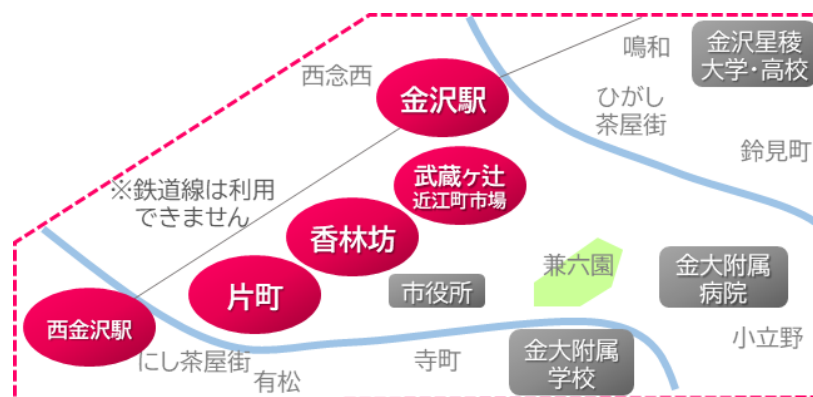 鳴和
金沢星稜
大学・高校
西念西
金沢駅
ひがし
茶屋街
鈴見町
武蔵ヶ辻
近江町市場
※鉄道線は利用
できません
香林坊
兼六園
金大附属
病院
片町
市役所
西金沢駅
小立野
にし茶屋街
有松
寺町
金大附属
学校